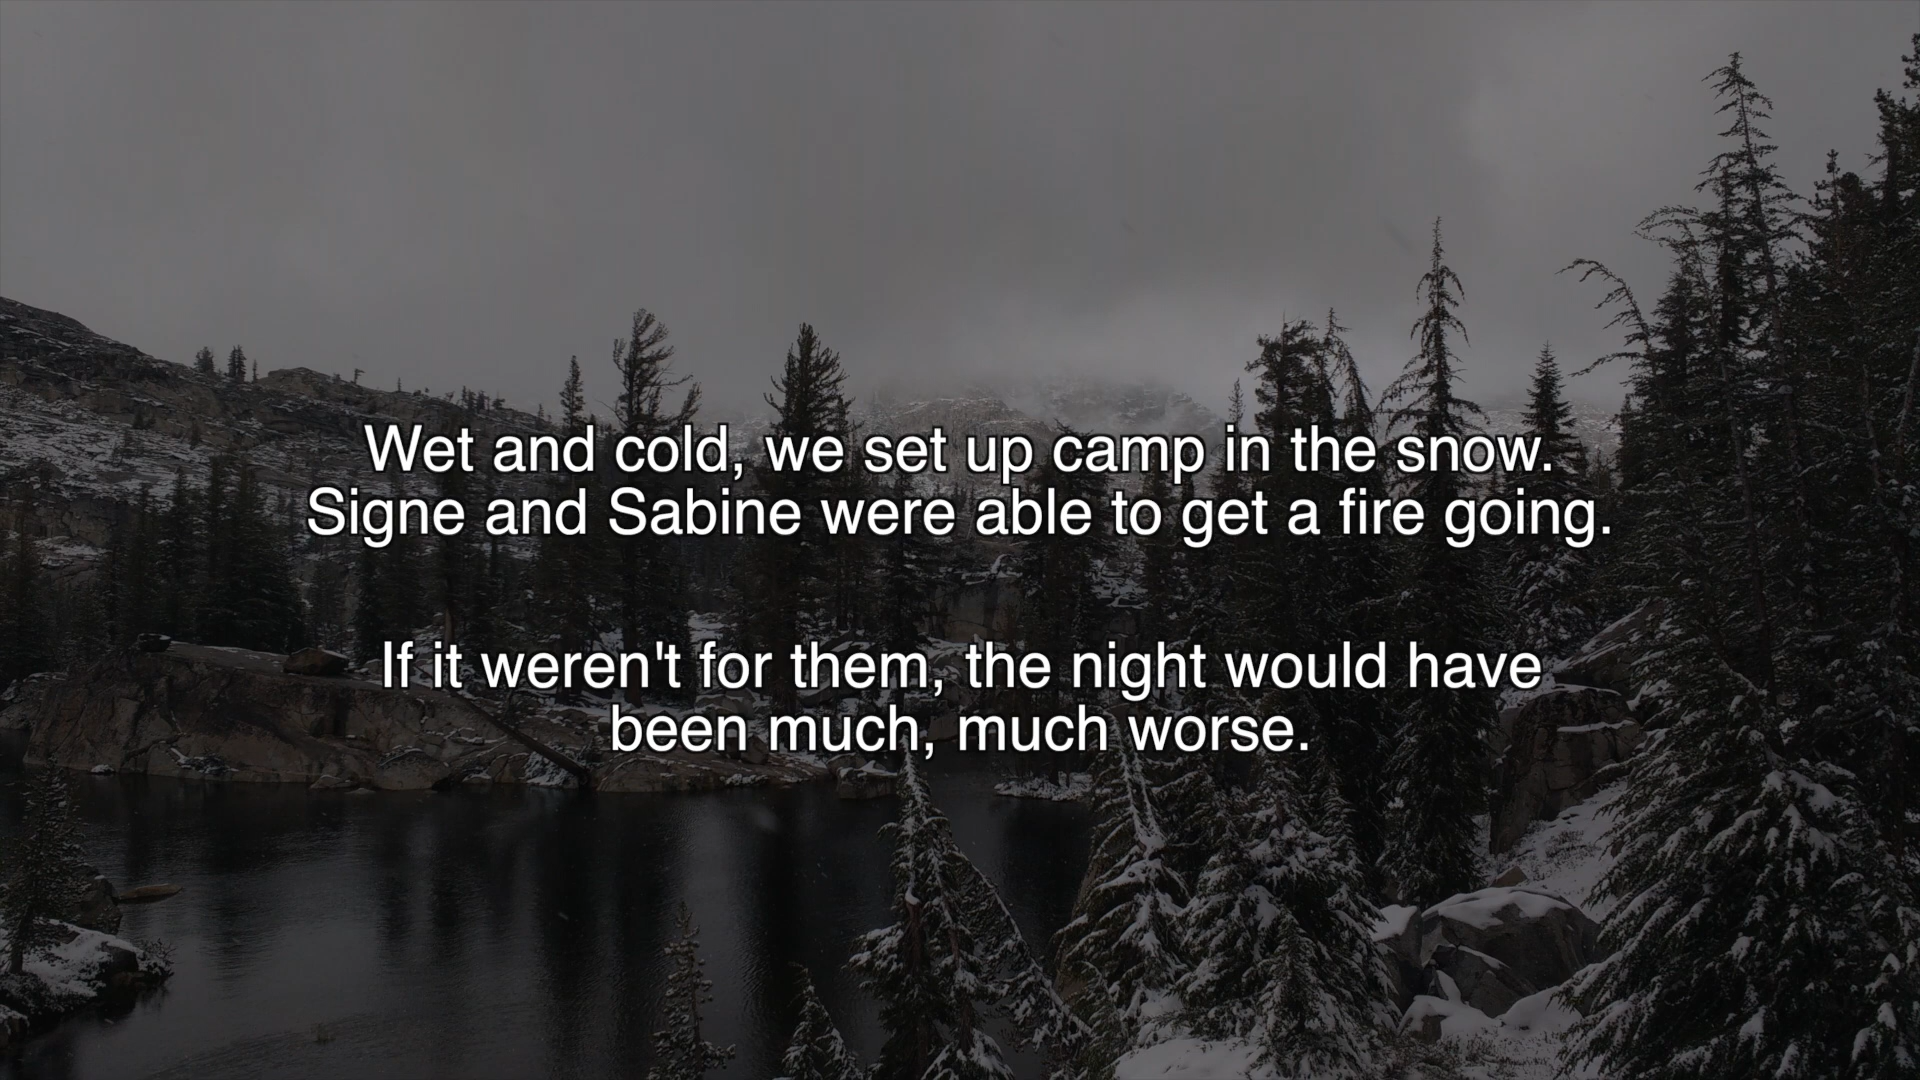 Wet and cold, we set up camp in the snow.
Signe and Sabine were able to get a fire going.
If it weren't for them, the night would have
been much, much worse.